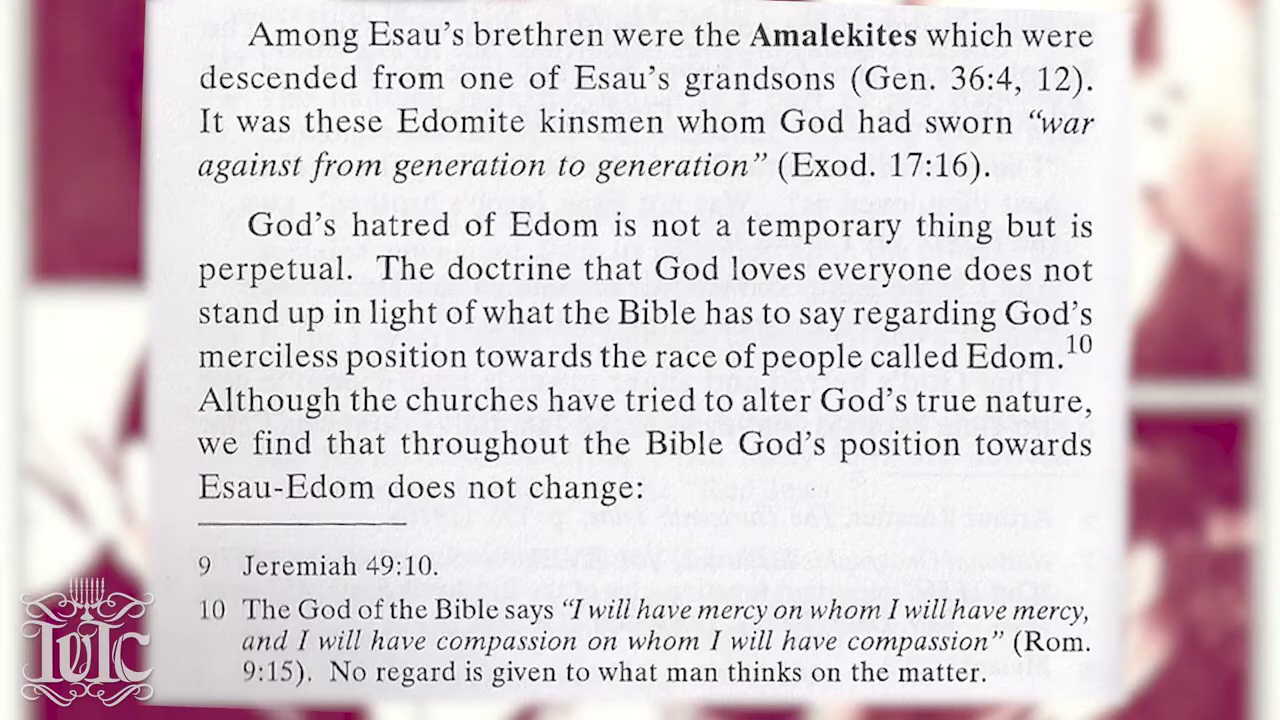 Among Esau's brethren were the Amalekites which were
descended from one of Esau's grandsons (Gen. 36:4, 12).
It was these Edomite kinsmen whom God had sworn "war
against from generation to generation" (Exod. 17:16).
God's hatred of Edom is not a temporary thing but is
perpetual. The doctrine that God loves everyone does not
stand up in light of what the Bible has to say regarding God's
merciless position towards the race of people called Edom.10
Although the churches have tried to alter God's true nature,
we find that throughout the Bible God's position towards
Esau-Edom does not change:
9 Jeremiah 49:10.
10 The God of the Bible says "I will have mercy on whom I will have mercy,
and I will have compassion on whom I will have compassion" (Rom.
9:15). No regard is given to what man thinks on the matter.
IUIC